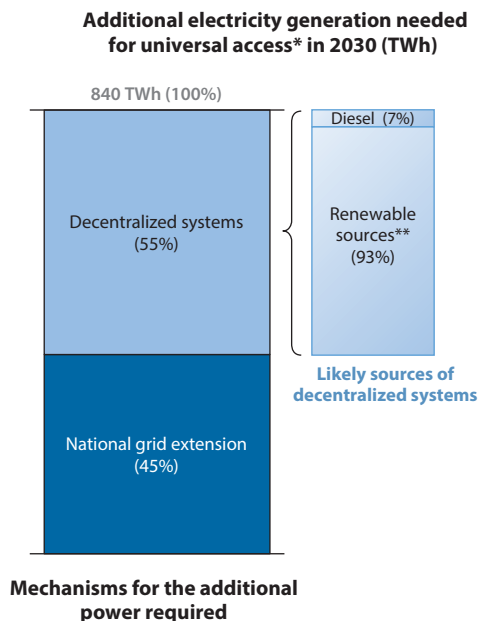 Additional electricity generation needed
for universal access* in 2030 (TWh)
840 TWh (100%)
Diesel (7%)
Decentralized systems
(55%)
Renewable
sources**
(93%)
Likely sources of
decentralized systems
National grid extension
(45%)
Mechanisms for the additional
power required